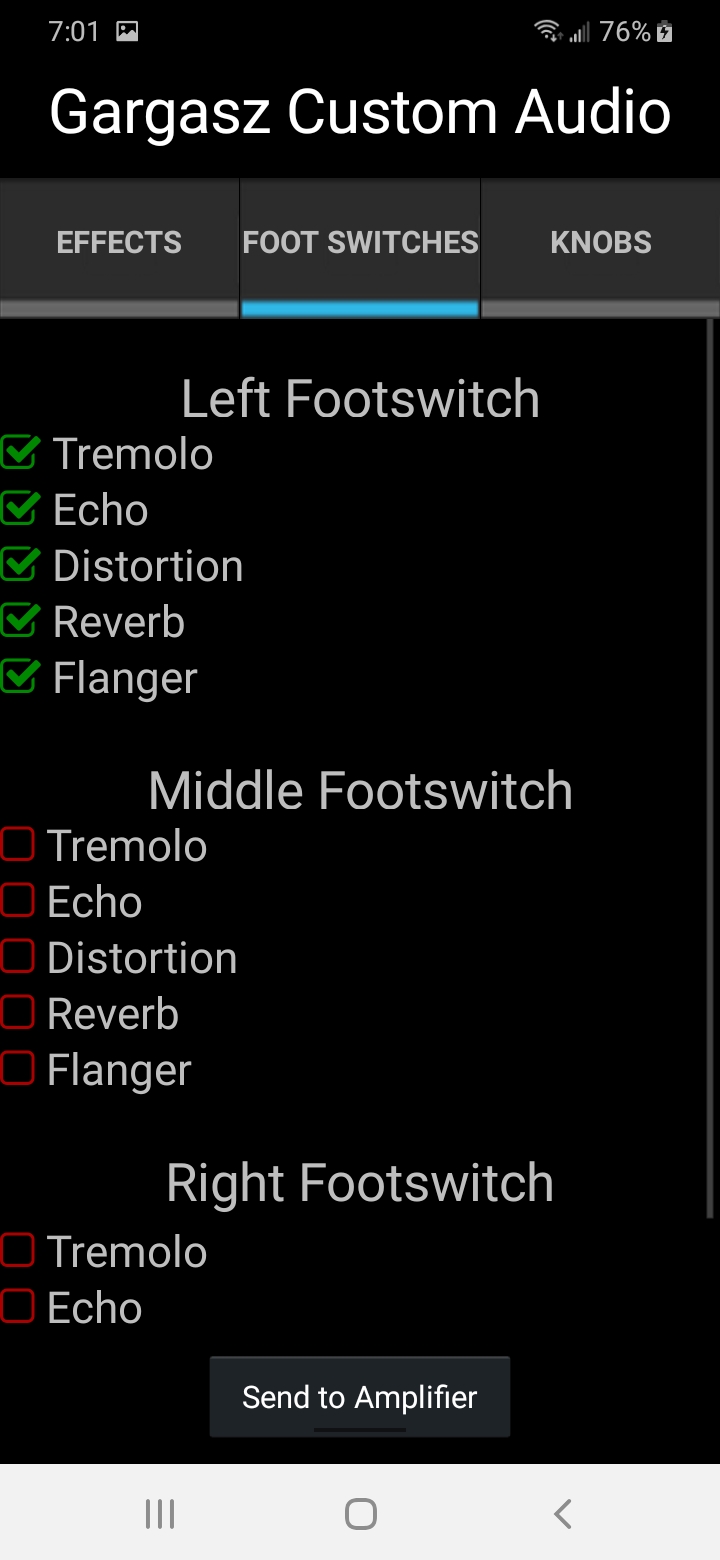 7:01 76%
Gargasz Custom Audio
EFFECTS FOOT SWITCHES KNOBS
Left Footswitch
Tremolo
Echo
Distortion
Reverb
Flanger
Middle Footswitch
Tremolo
Echo
Distortion
Reverb
Flanger
Right Footswitch
Tremolo
Echo
Send to Amplifier